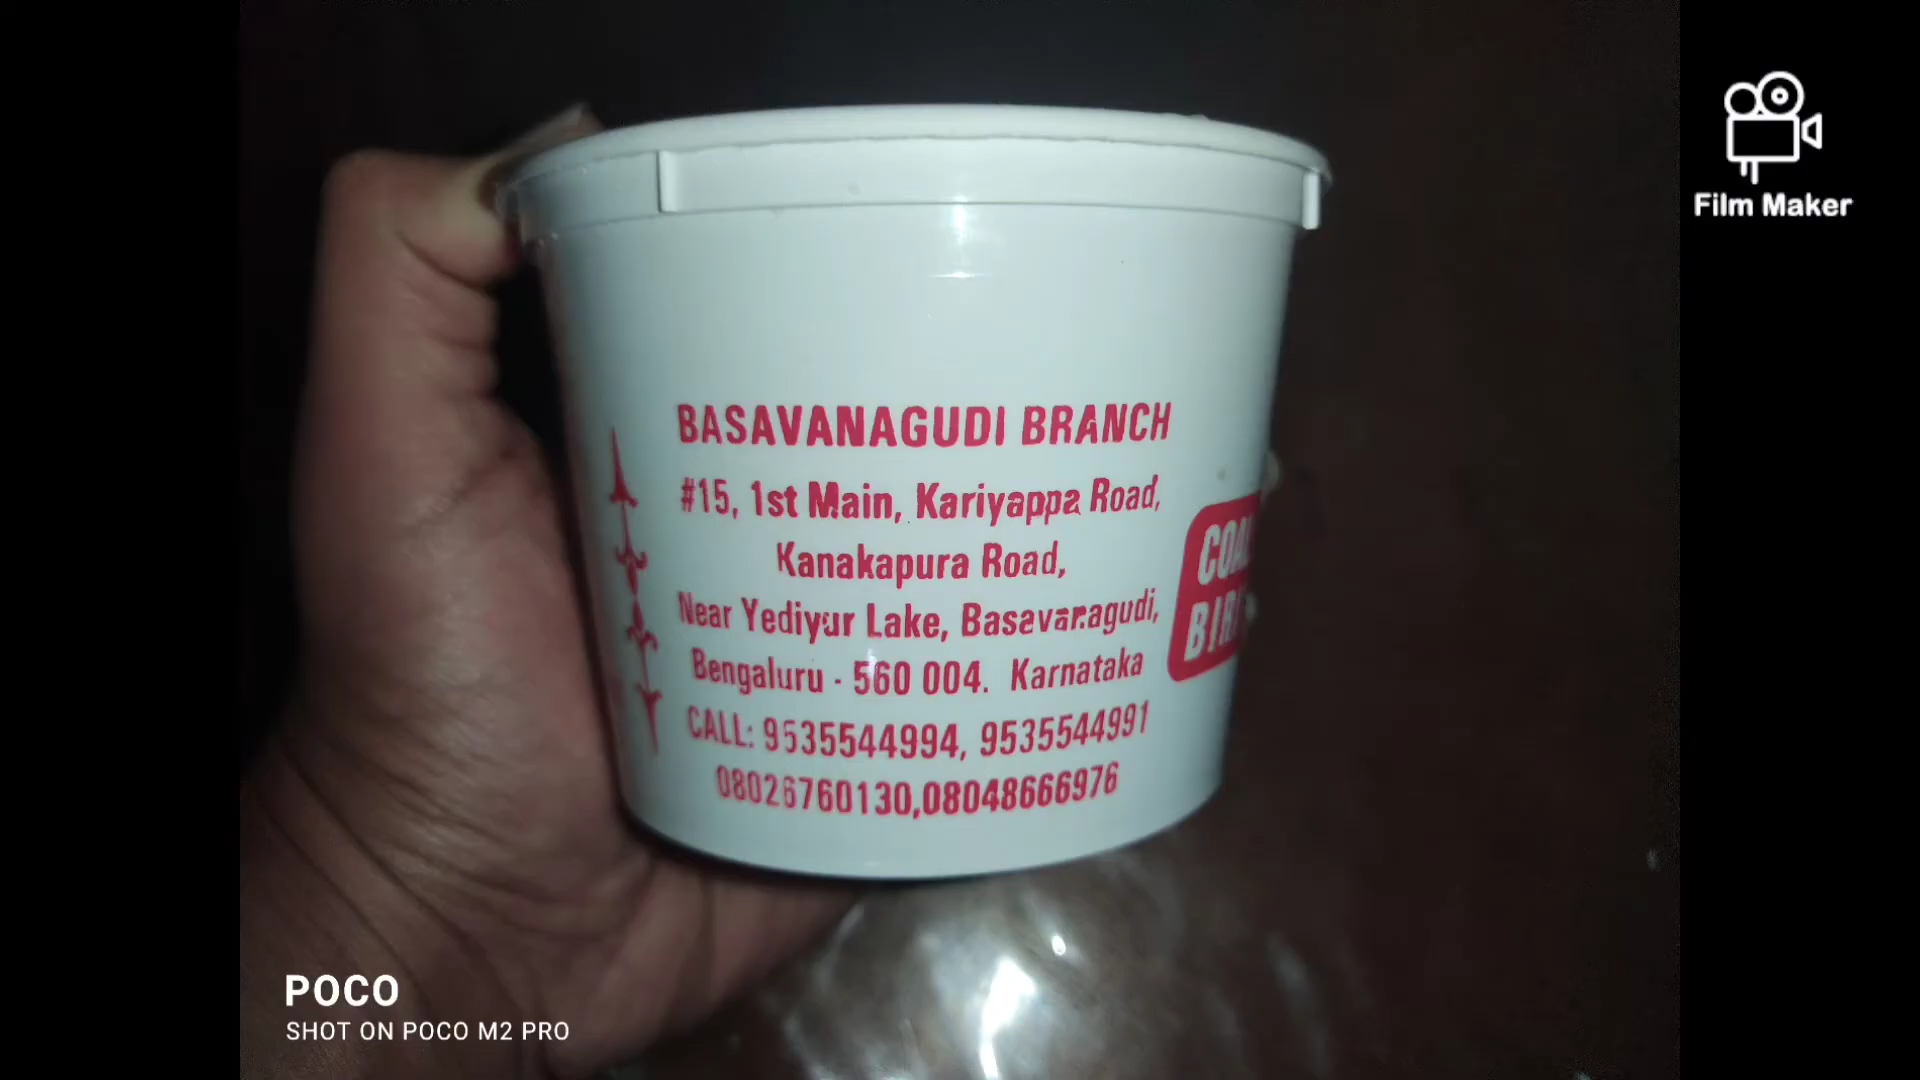 Film Maker
BASAVANAGUDI BRANCH
#15, 1st Main, Kariyappa Road,
Kanakapura Road,
Near Yediyur Lake, Basavanagudi,
Bengaluru - 560 004. Karnataka
CALL: 9535544994, 9535544991
08026760130,08048666976
POCO
SHOT ON POCO M2 PRO